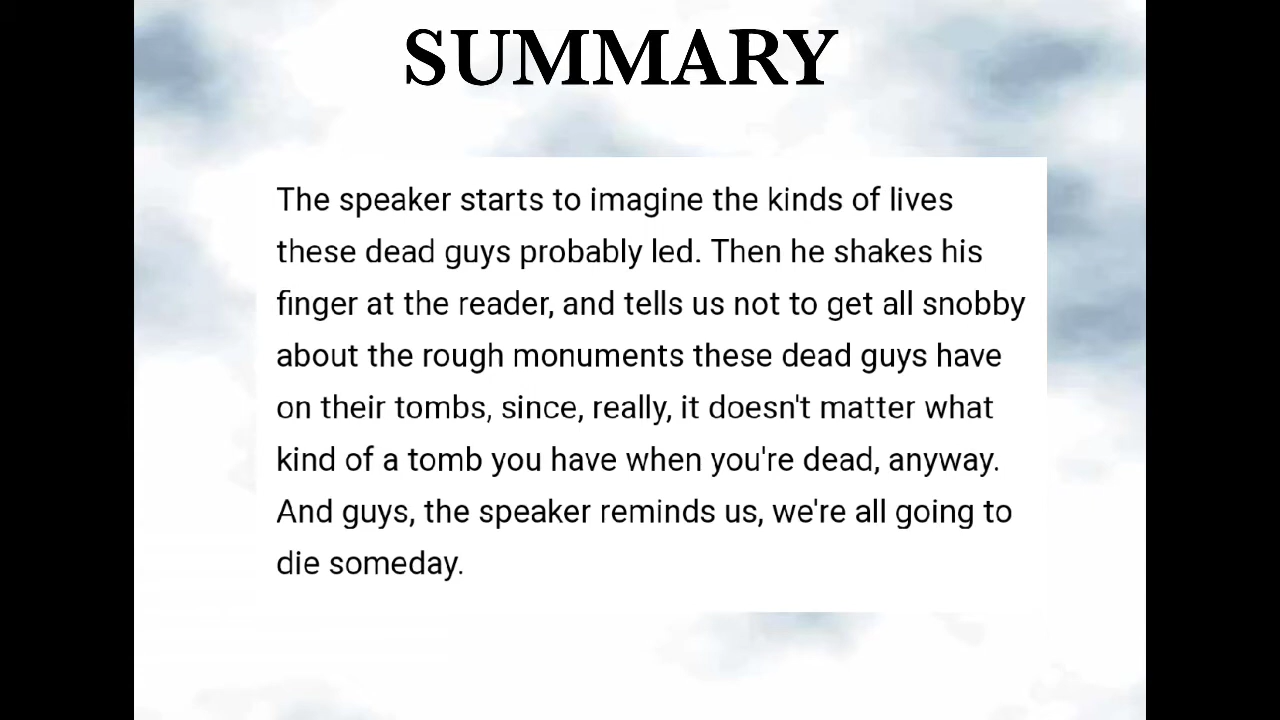 SUMMARY
The speaker starts to imagine the kinds of lives
these dead guys probably led. Then he shakes his
finger at the reader, and tells us not to get all snobby
about the rough monuments these dead guys have
on their tombs, since, really, it doesn't matter what
kind of a tomb you have when you're dead, anyway.
And guys, the speaker reminds us, we're all going to
die someday.